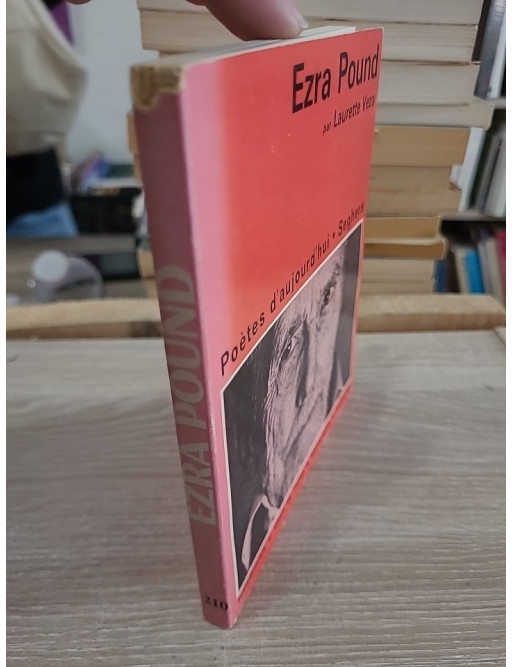 Ezra Pound
par Laurette Veza
Poètes d'aujourd'hui • Seghers
EZRA POUND
210